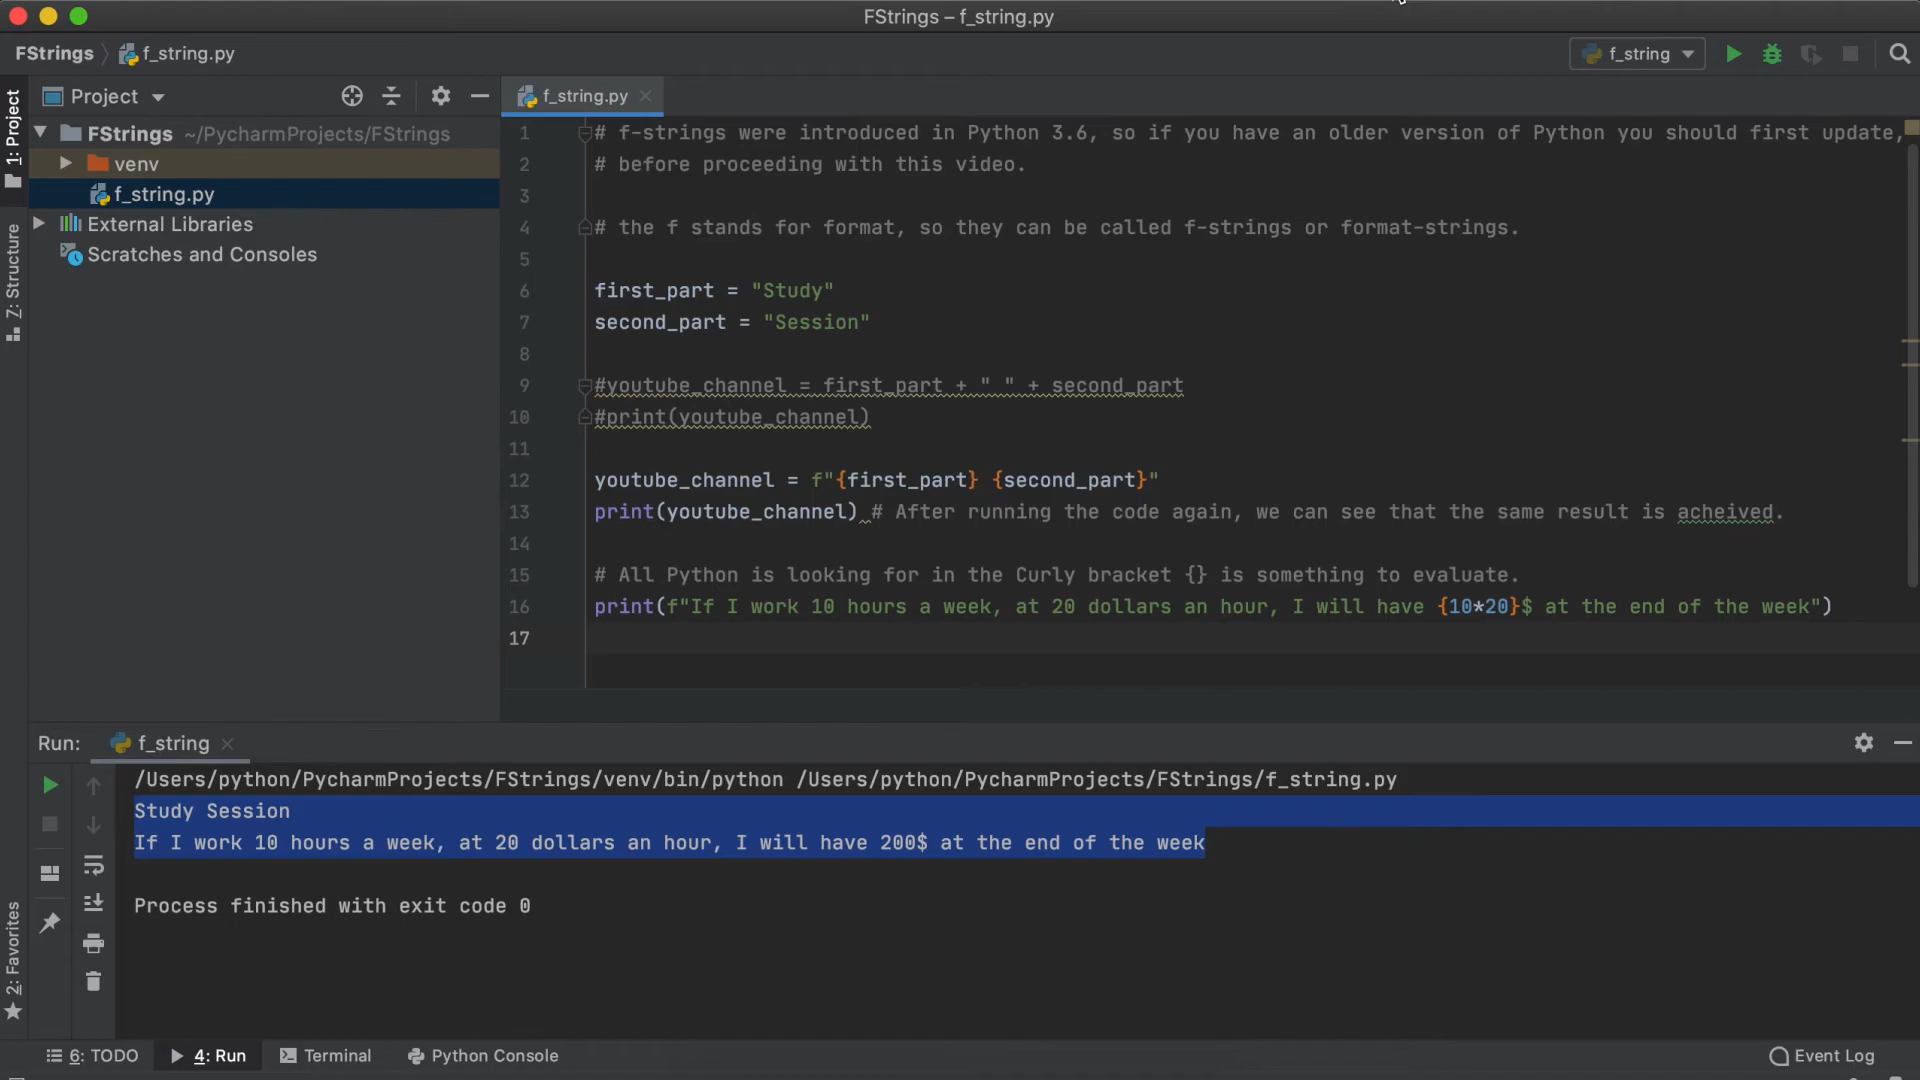 FStrings – f_string.py
FStrings f_string.py
f_string
1: Project
Project
f_string.py
FStrings ~/PycharmProjects/FStrings
venv
f_string.py
External Libraries
Scratches and Consoles
Z: Structure
2: Favorites
1 # f-strings were introduced in Python 3.6, so if you have an older version of Python you should first update,
2 # before proceeding with this video.
3
4 # the f stands for format, so they can be called f-strings or format-strings.
5
6 first_part = "Study"
7 second_part = "Session"
8
9 #youtube_channel = first_part + " " + second_part
10 #print(youtube_channel)
11
12 youtube_channel = f"{first_part} {second_part}"
13 print(youtube_channel) # After running the code again, we can see that the same result is acheived.
14
15 # All Python is looking for in the Curly bracket {} is something to evaluate.
16 print(f"If I work 10 hours a week, at 20 dollars an hour, I will have {10*20}$ at the end of the week")
17
Run: f_string
/Users/python/PycharmProjects/FStrings/venv/bin/python /Users/python/PycharmProjects/FStrings/f_string.py
Study Session
If I work 10 hours a week, at 20 dollars an hour, I will have 200$ at the end of the week
Process finished with exit code 0
6: TODO 4: Run Terminal Python Console Event Log